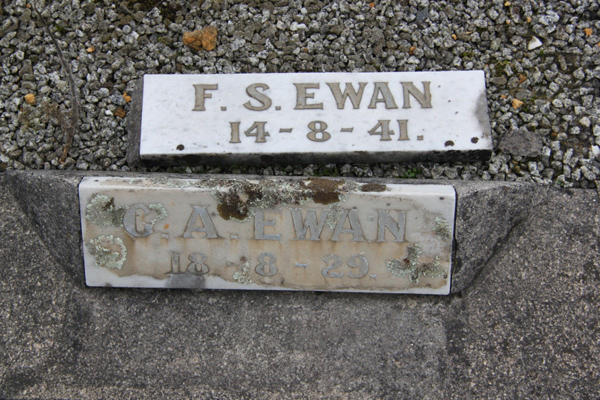 F. S. EWAN
14 - 8 - 41.
G. A. EWAN
18 - 8 - 29.